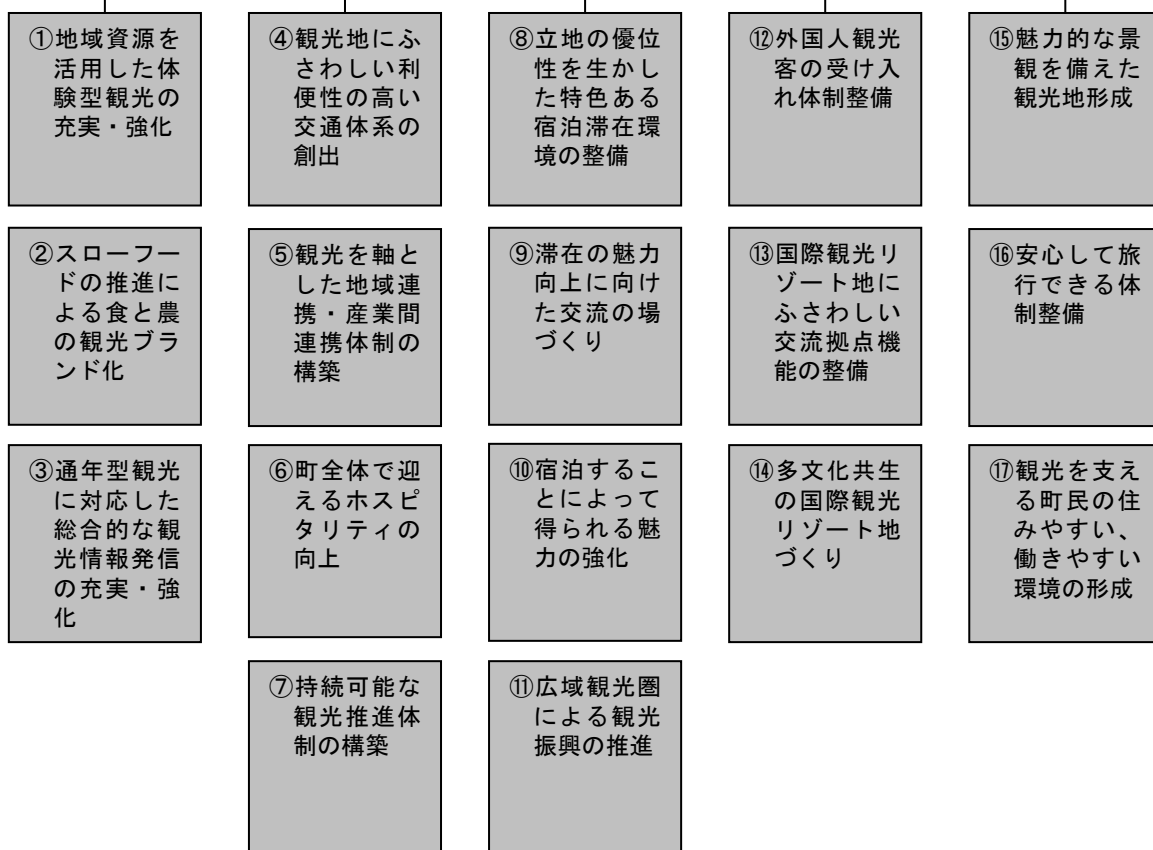 ①地域資源を
活用した体
験型観光の
充実・強化
②スローフー
ドの推進に
よる食と農
の観光ブラ
ンド化
③通年型観光
に対応した
総合的な観
光情報発信
の充実・強
化
④観光地にふ
さわしい利
便性の高い
交通体系の
創出
⑤観光を軸と
した地域連
携・産業間
連携体制の
構築
⑥町全体で迎
えるホスピ
タリティの
向上
⑦持続可能な
観光推進体
制の構築
⑧立地の優位
性を生かし
た特色ある
宿泊滞在環
境の整備
⑨滞在の魅力
向上に向け
た交流の場
づくり
⑩宿泊するこ
とによって
得られる魅
力の強化
⑪広域観光圏
による観光
振興の推進
⑫外国人観光
客の受け入
れ体制整備
⑬国際観光リ
ゾート地に
ふさわしい
交流拠点機
能の整備
⑭多文化共生
の国際観光
リゾート地
づくり
⑮魅力的な景
観を備えた
観光地形成
⑯安心して旅
行できる体
制整備
⑰観光を支え
る町民の住
みやすい、
働きやすい
環境の形成